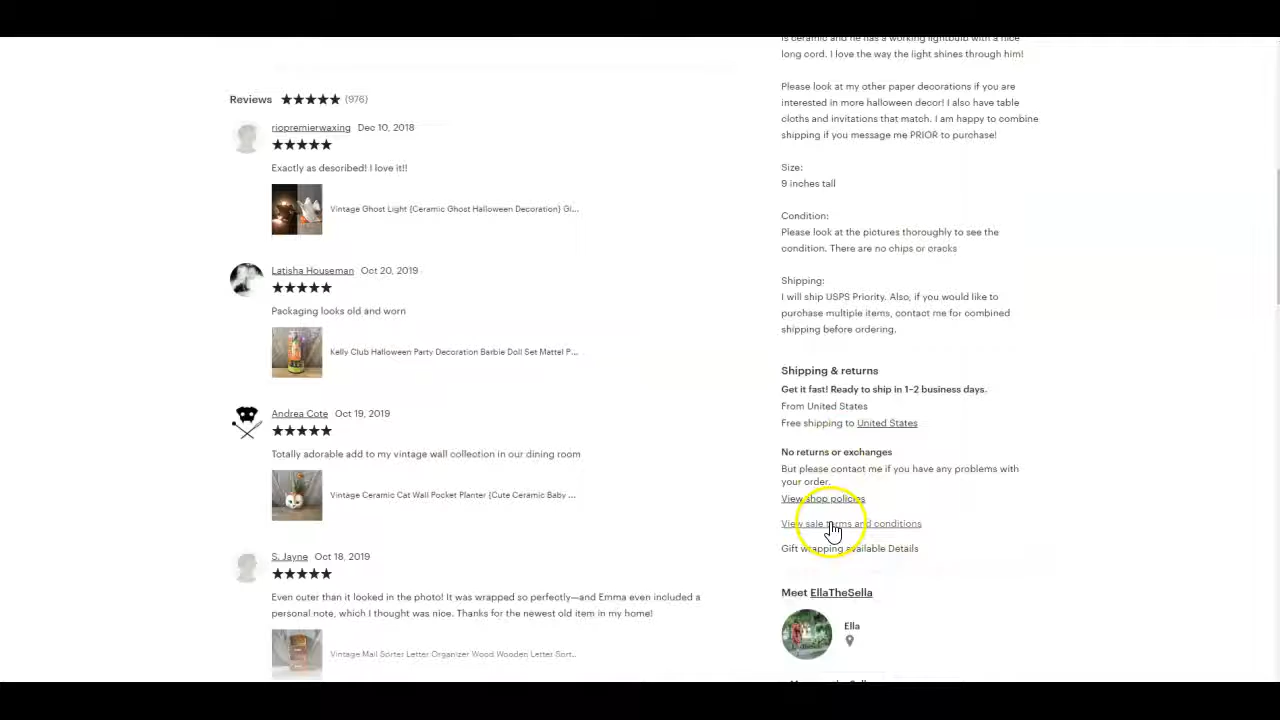 Reviews ★★★★★ (976)
riopremierwaxing Dec 10, 2018
★★★★★
Exactly as described! I love it!!
Vintage Ghost Light {Ceramic Ghost Halloween Decoration} Gl...
Latisha Houseman Oct 20, 2019
★★★★★
Packaging looks old and worn
Kelly Club Halloween Party Decoration Barbie Doll Set Mattel P...
Andrea Cote Oct 19, 2019
★★★★★
Totally adorable add to my vintage wall collection in our dining room
Vintage Ceramic Cat Wall Pocket Planter {Cute Ceramic Baby ...
S. Jayne Oct 18, 2019
★★★★★
Even cuter than it looked in the photo! It was wrapped so perfectly—and Emma even included a
personal note, which I thought was nice. Thanks for the newest old item in my home!
Vintage Mail Sorter Letter Organizer Wood Wooden Letter Sort...
is ceramic and he has a working lightbulb with a nice
long cord. I love the way the light shines through him!
Please look at my other paper decorations if you are
interested in more halloween decor! I also have table
cloths and invitations that match. I am happy to combine
shipping if you message me PRIOR to purchase!
Size:
9 inches tall
Condition:
Please look at the pictures thoroughly to see the
condition. There are no chips or cracks
Shipping:
I will ship USPS Priority. Also, if you would like to
purchase multiple items, contact me for combined
shipping before ordering.
Shipping & returns
Get it fast! Ready to ship in 1-2 business days.
From United States
Free shipping to United States
No returns or exchanges
But please contact me if you have any problems with
your order.
View shop policies
View sale terms and conditions
Gift wrapping available Details
Meet EllaTheSella
Ella